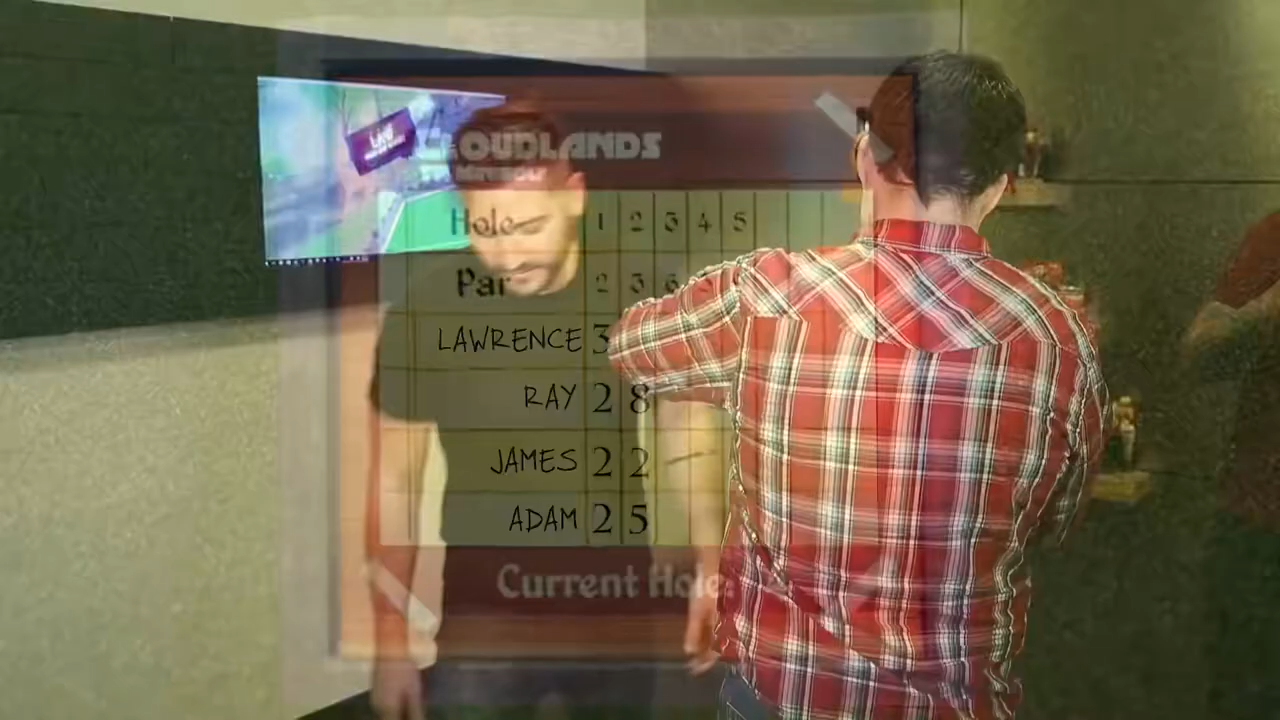 CLOUDLANDS
Hole 1 2 3 4 5
Par 2 3
LAWRENCE 3
RAY 2 8
JAMES 2 2
ADAM 2 5
Current Hole: